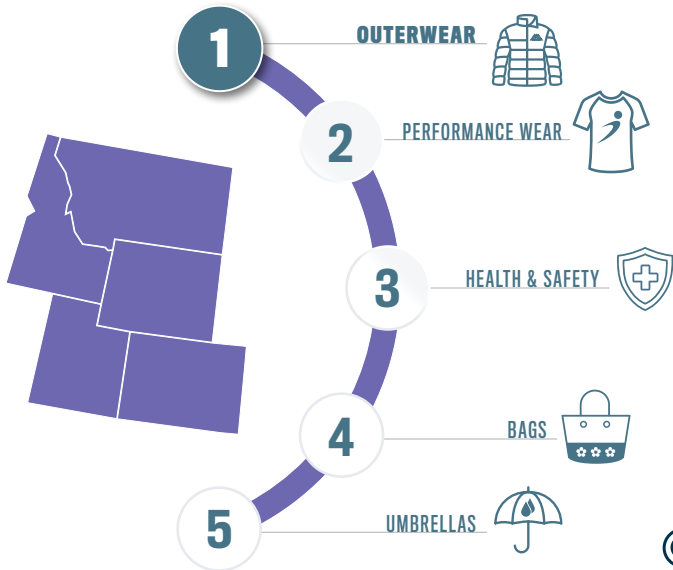 1
OUTERWEAR
2
PERFORMANCE WEAR
3
HEALTH & SAFETY
4
BAGS
5
UMBRELLAS